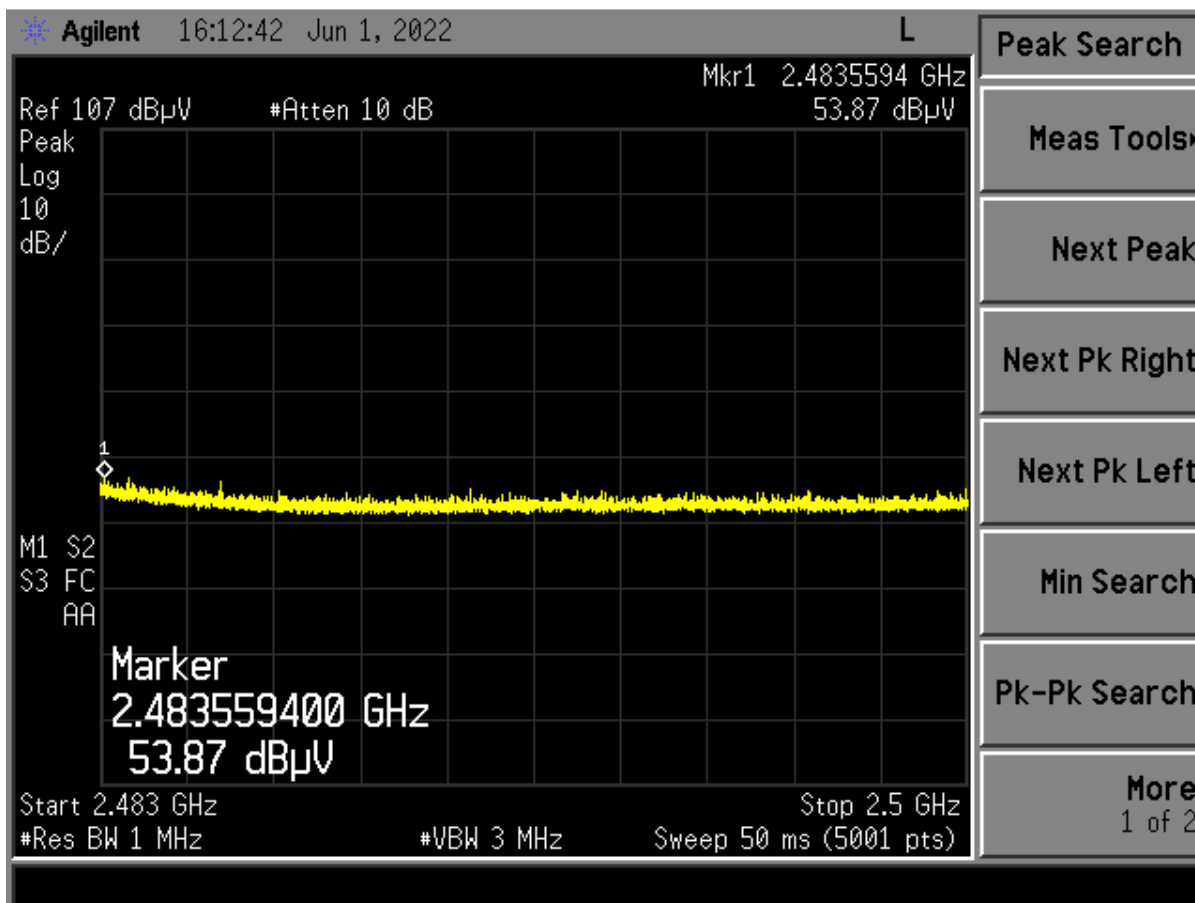 Agilent 16:12:42 Jun 1, 2022 L
Mkr1 2.4835594 GHz
Ref 107 dBµV #Atten 10 dB 53.87 dBµV
Peak
Log
10
dB/
1
M1 S2
S3 FC
AA
Marker
2.483559400 GHz
53.87 dBµV
Start 2.483 GHz Stop 2.5 GHz
#Res BW 1 MHz #VBW 3 MHz Sweep 50 ms (5001 pts)
Peak Search
Meas Tools
Next Peak
Next Pk Right
Next Pk Left
Min Search
Pk-Pk Search
More
1 of 2